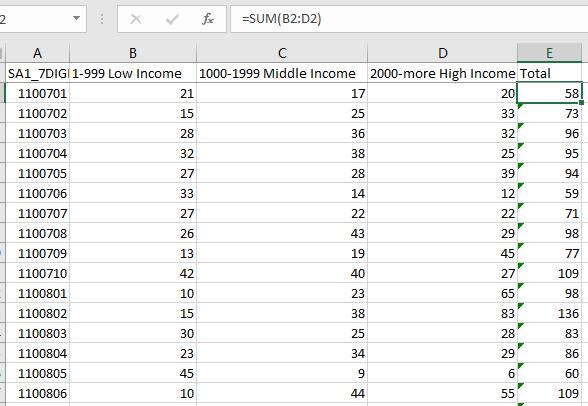 2 fx =SUM(B2:D2)
A B C D E
SA1_7DIGI 1-999 Low Income 1000-1999 Middle Income 2000-more High Income Total
1100701 21 17 20 58
1100702 15 25 33 73
1100703 28 36 32 96
1100704 32 38 25 95
1100705 27 28 39 94
1100706 33 14 12 59
1100707 27 22 22 71
1100708 26 43 29 98
1100709 13 19 45 77
1100710 42 40 27 109
1100801 10 23 65 98
1100802 15 38 83 136
1100803 30 25 28 83
1100804 23 34 29 86
1100805 45 9 6 60
1100806 10 44 55 109